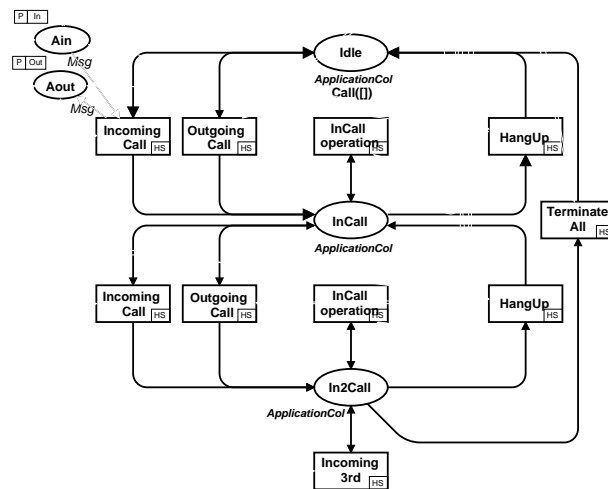 P In
Ain
P Out
Msg
Aout
Msg
Idle
ApplicationCol
Call([])
Incoming
Call
HS
Outgoing
Call
HS
InCall
operation
HS
HangUp
HS
InCall
ApplicationCol
Terminate
All
HS
Incoming
Call
HS
Outgoing
Call
HS
InCall
operation
HS
HangUp
HS
In2Call
ApplicationCol
Incoming
3rd
HS